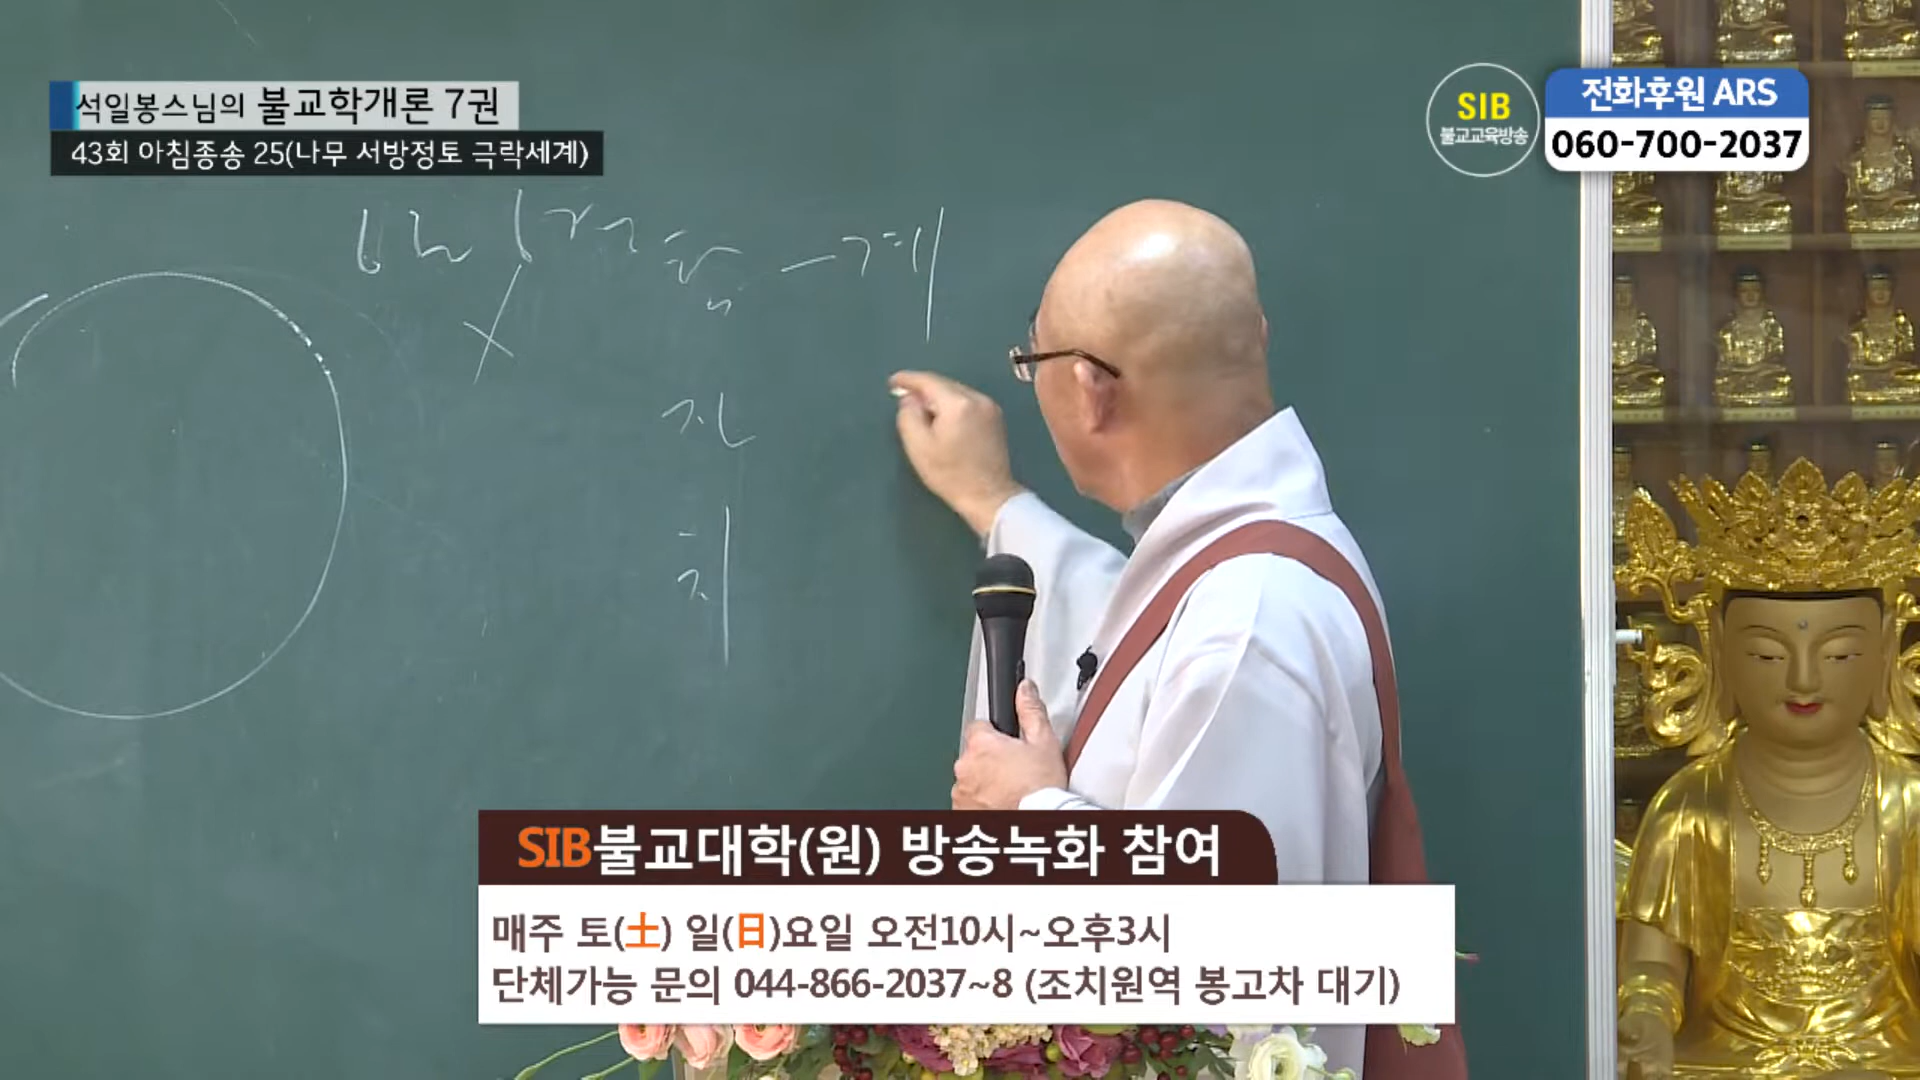 석일봉스님의 불교학개론 7권
43회 아침종송 25(나무 서방정토 극락세계)
SIB
불교교육방송
전화후원 ARS
060-700-2037
계
잔
치
SIB불교대학(원) 방송녹화 참여
매주 토(土) 일(日)요일 오전10시~오후3시
단체가능 문의 044-866-2037~8 (조치원역 봉고차 대기)